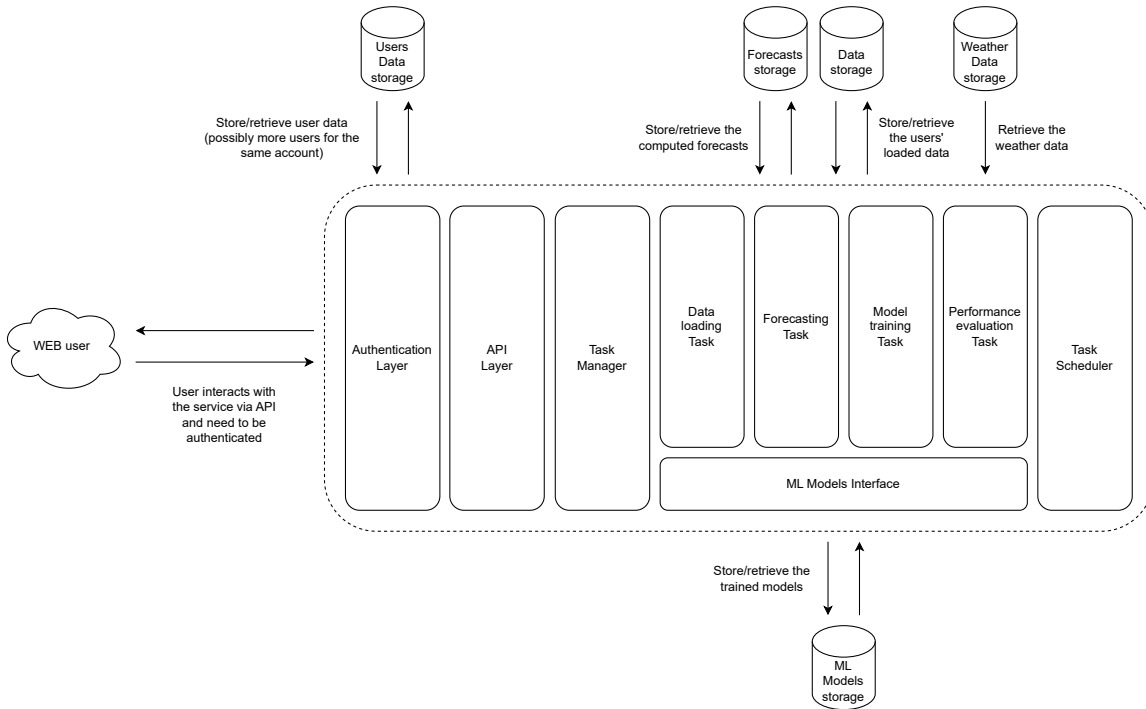 Users
Data
storage
Forecasts
storage
Data
storage
Weather
Data
storage
Store/retrieve user data
(possibly more users for the
same account)
Store/retrieve the
computed forecasts
Store/retrieve
the users'
loaded data
Retrieve the
weather data
WEB user
User interacts with
the service via API
and need to be
authenticated
Authentication
Layer
API
Layer
Task
Manager
Data
loading
Task
Forecasting
Task
Model
training
Task
Performance
evaluation
Task
Task
Scheduler
ML Models Interface
Store/retrieve the
trained models
ML
Models
storage